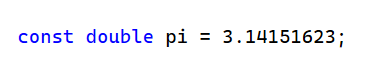 const double pi = 3.14151623;